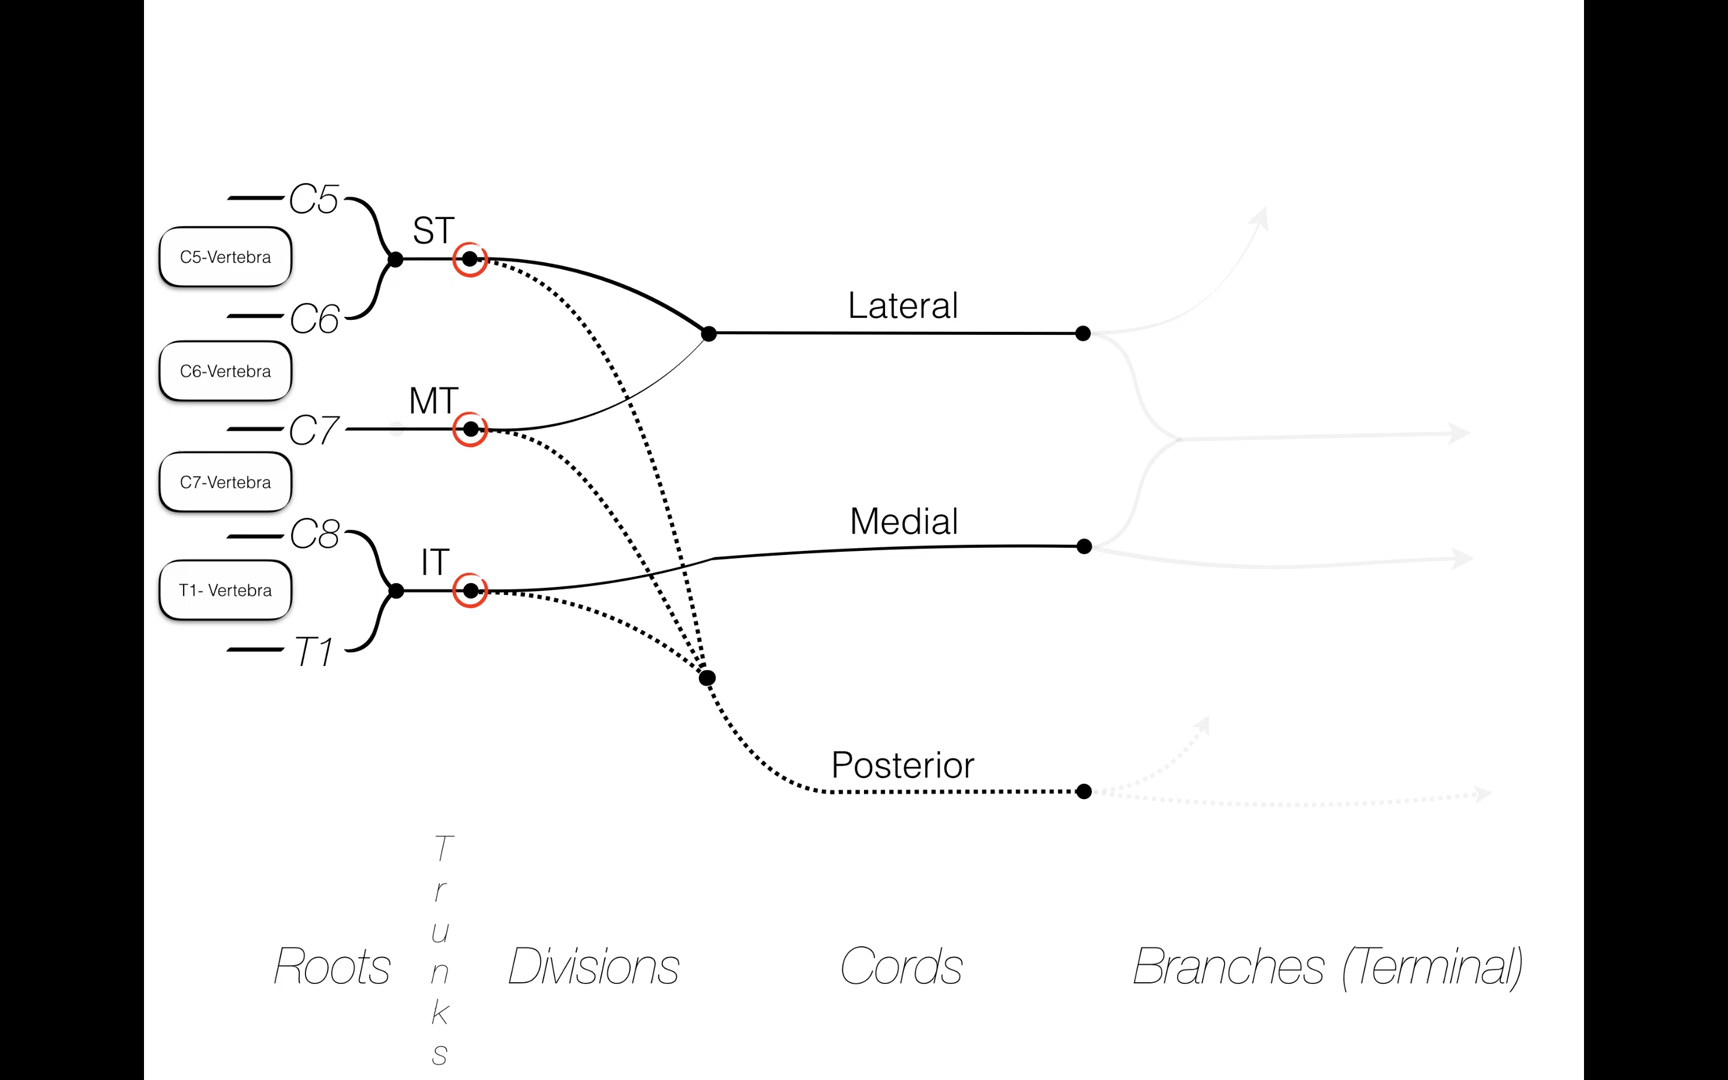 C5
ST
C5-Vertebra
C6
Lateral
C6-Vertebra
MT
C7
C7-Vertebra
Medial
C8
IT
T1- Vertebra
T1
Posterior
Trunks
Roots
Divisions
Cords
Branches (Terminal)